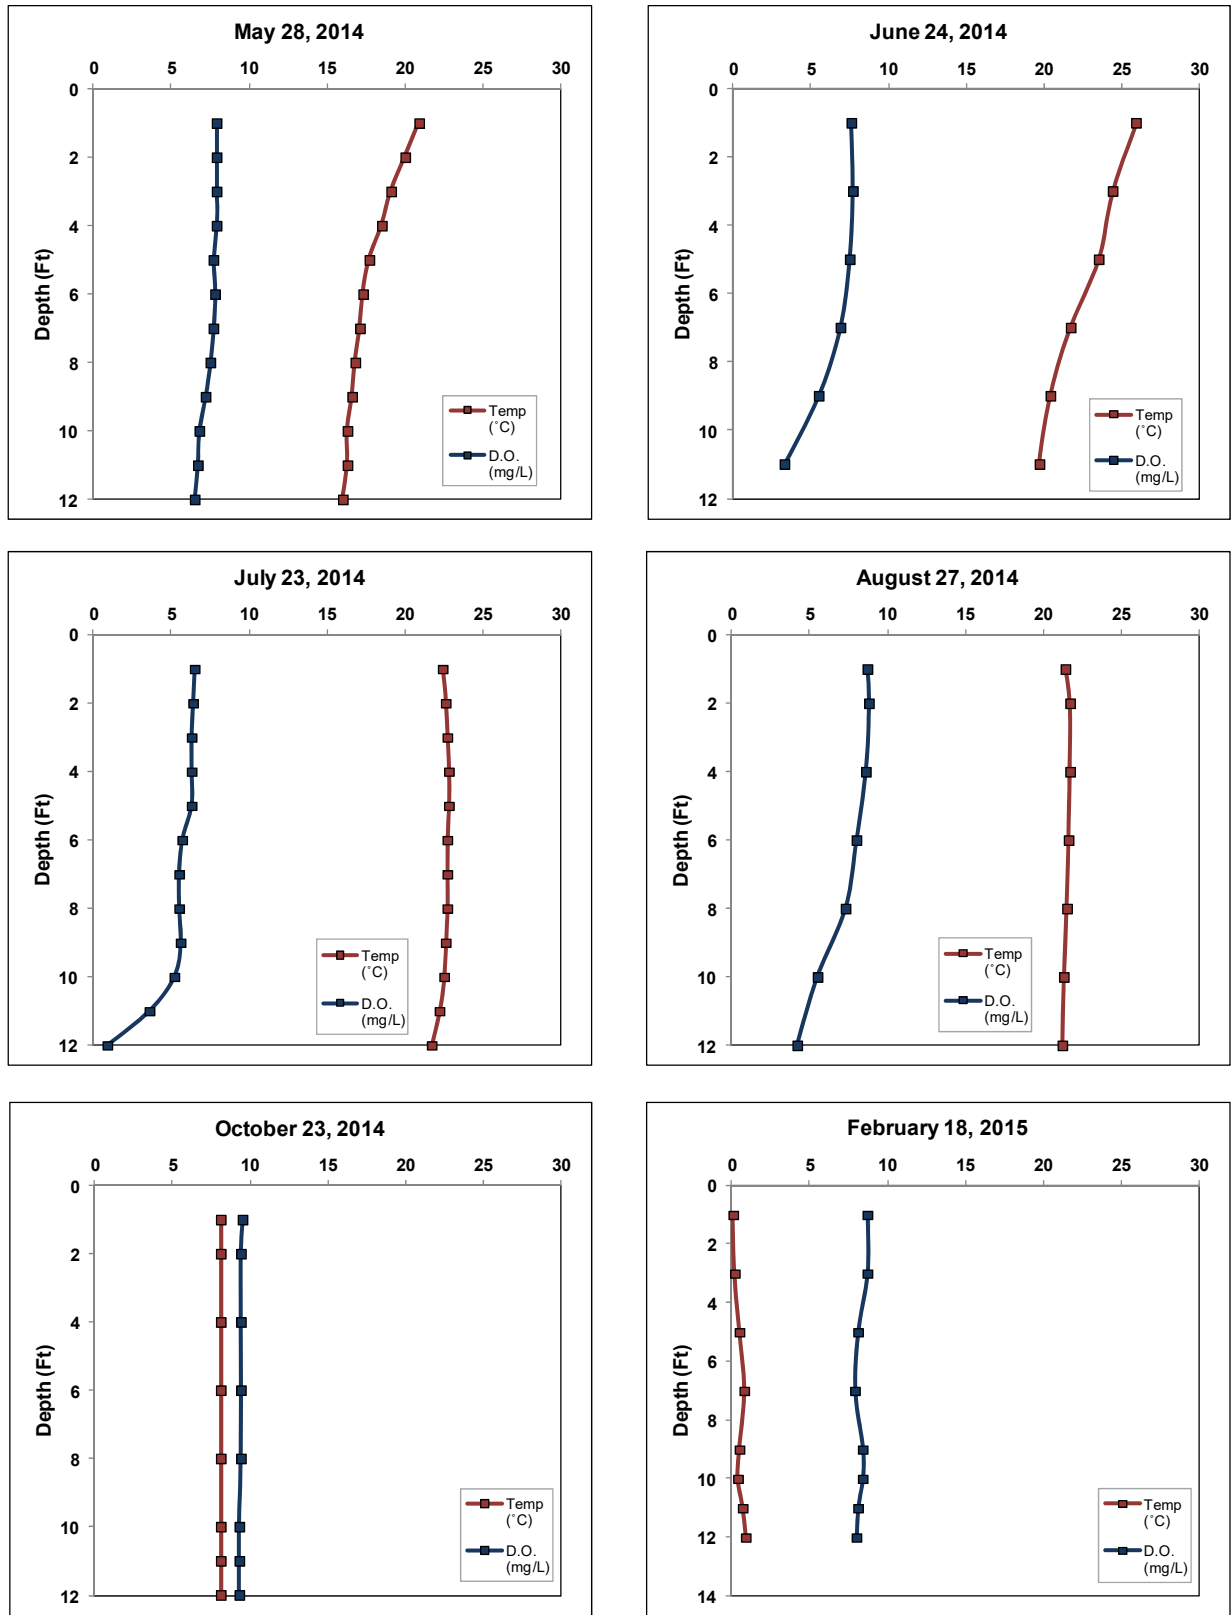 May 28, 2014
0 5 10 15 20 25 30
0
2
4
6
8
10
12
Depth (Ft)
Temp
(˚C)
D.O.
(mg/L)
June 24, 2014
0 5 10 15 20 25 30
0
2
4
6
8
10
12
Depth (Ft)
Temp
(˚C)
D.O.
(mg/L)
July 23, 2014
0 5 10 15 20 25 30
0
2
4
6
8
10
12
Depth (Ft)
Temp
(˚C)
D.O.
(mg/L)
August 27, 2014
0 5 10 15 20 25 30
0
2
4
6
8
10
12
Depth (Ft)
Temp
(˚C)
D.O.
(mg/L)
October 23, 2014
0 5 10 15 20 25 30
0
2
4
6
8
10
12
Depth (Ft)
Temp
(˚C)
D.O.
(mg/L)
February 18, 2015
0 5 10 15 20 25 30
0
2
4
6
8
10
12
14
Depth (Ft)
Temp
(˚C)
D.O.
(mg/L)